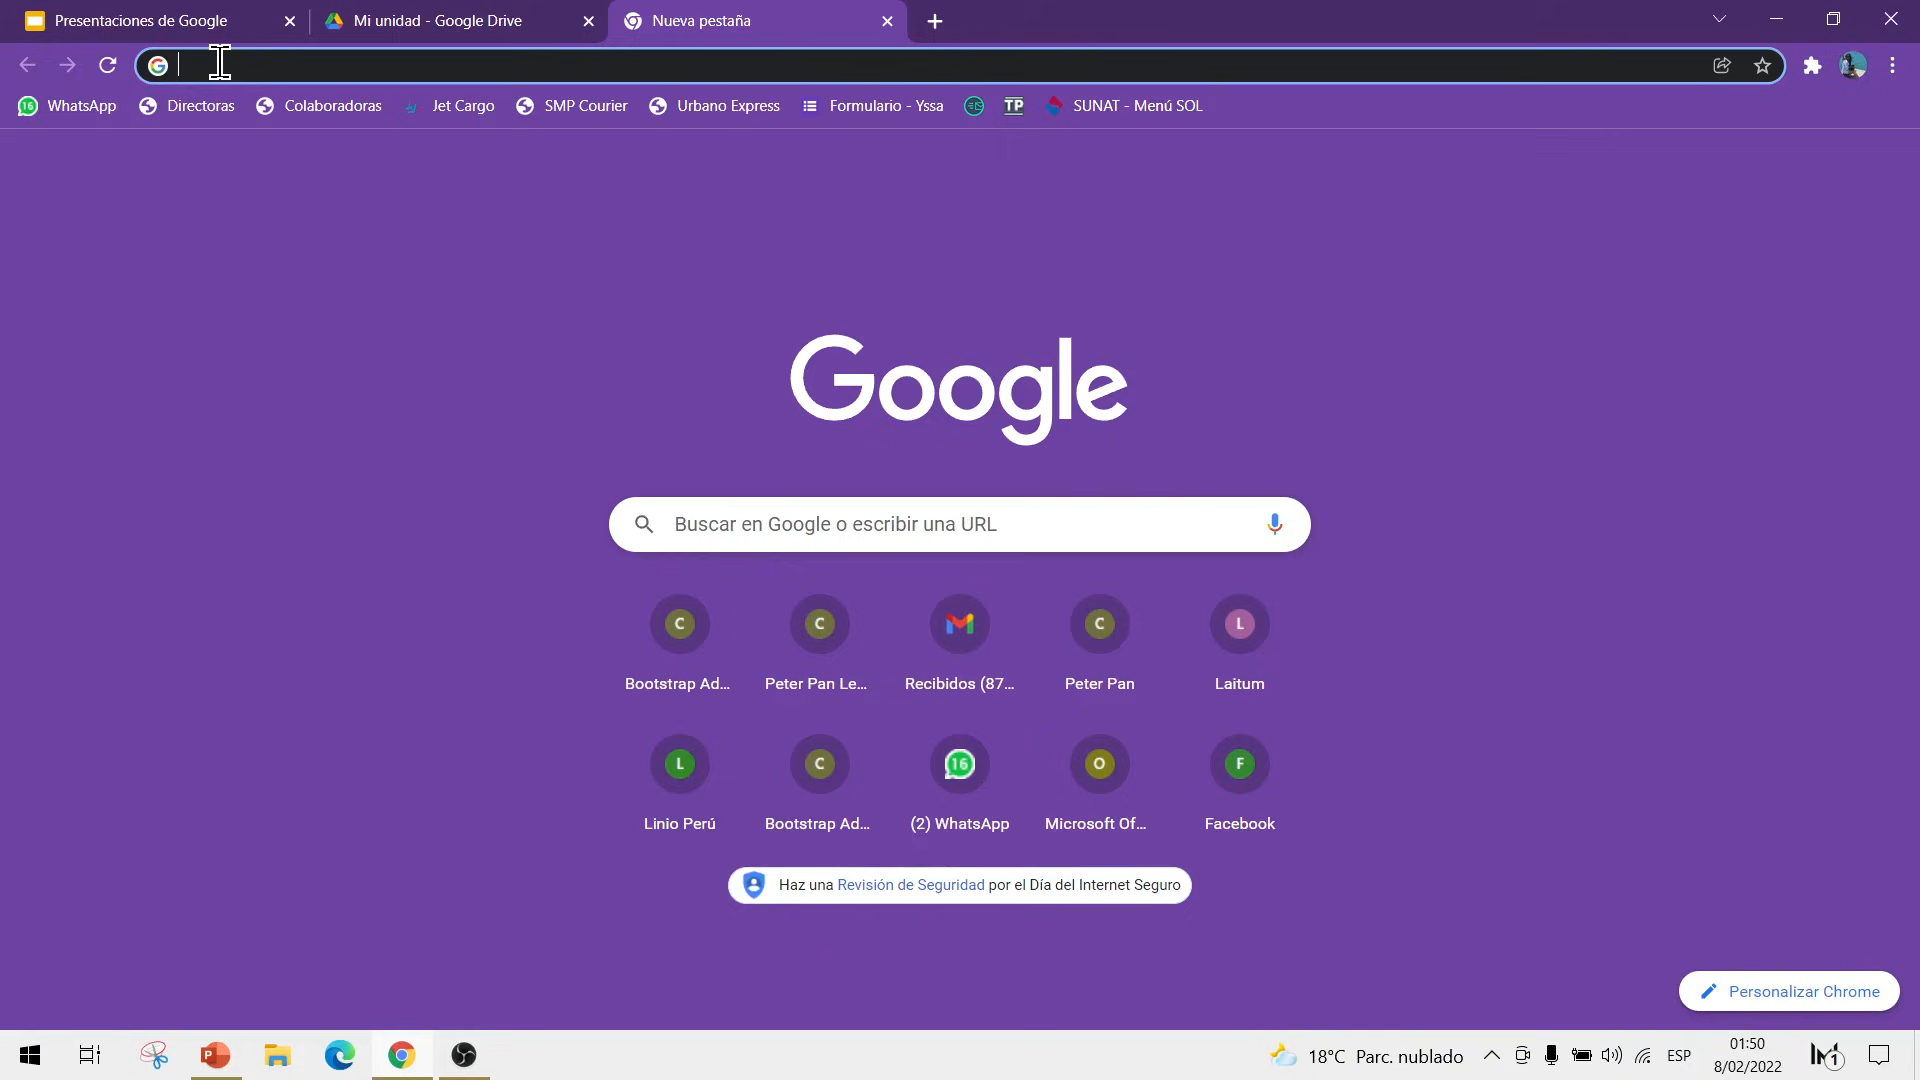 Presentaciones de Google
Mi unidad - Google Drive
Nueva pestaña
16 WhatsApp
Directoras
Colaboradoras
Jet Cargo
SMP Courier
Urbano Express
Formulario - Yssa
TP
SUNAT - Menú SOL
Google
Buscar en Google o escribir una URL
C C C L
Bootstrap Ad... Peter Pan Le... Recibidos (87... Peter Pan Laitum
L C 16 O F
Linio Perú Bootstrap Ad... (2) WhatsApp Microsoft Of... Facebook
Haz una Revisión de Seguridad por el Día del Internet Seguro
Personalizar Chrome
18°C Parc. nublado
ESP
01:50
8/02/2022
1